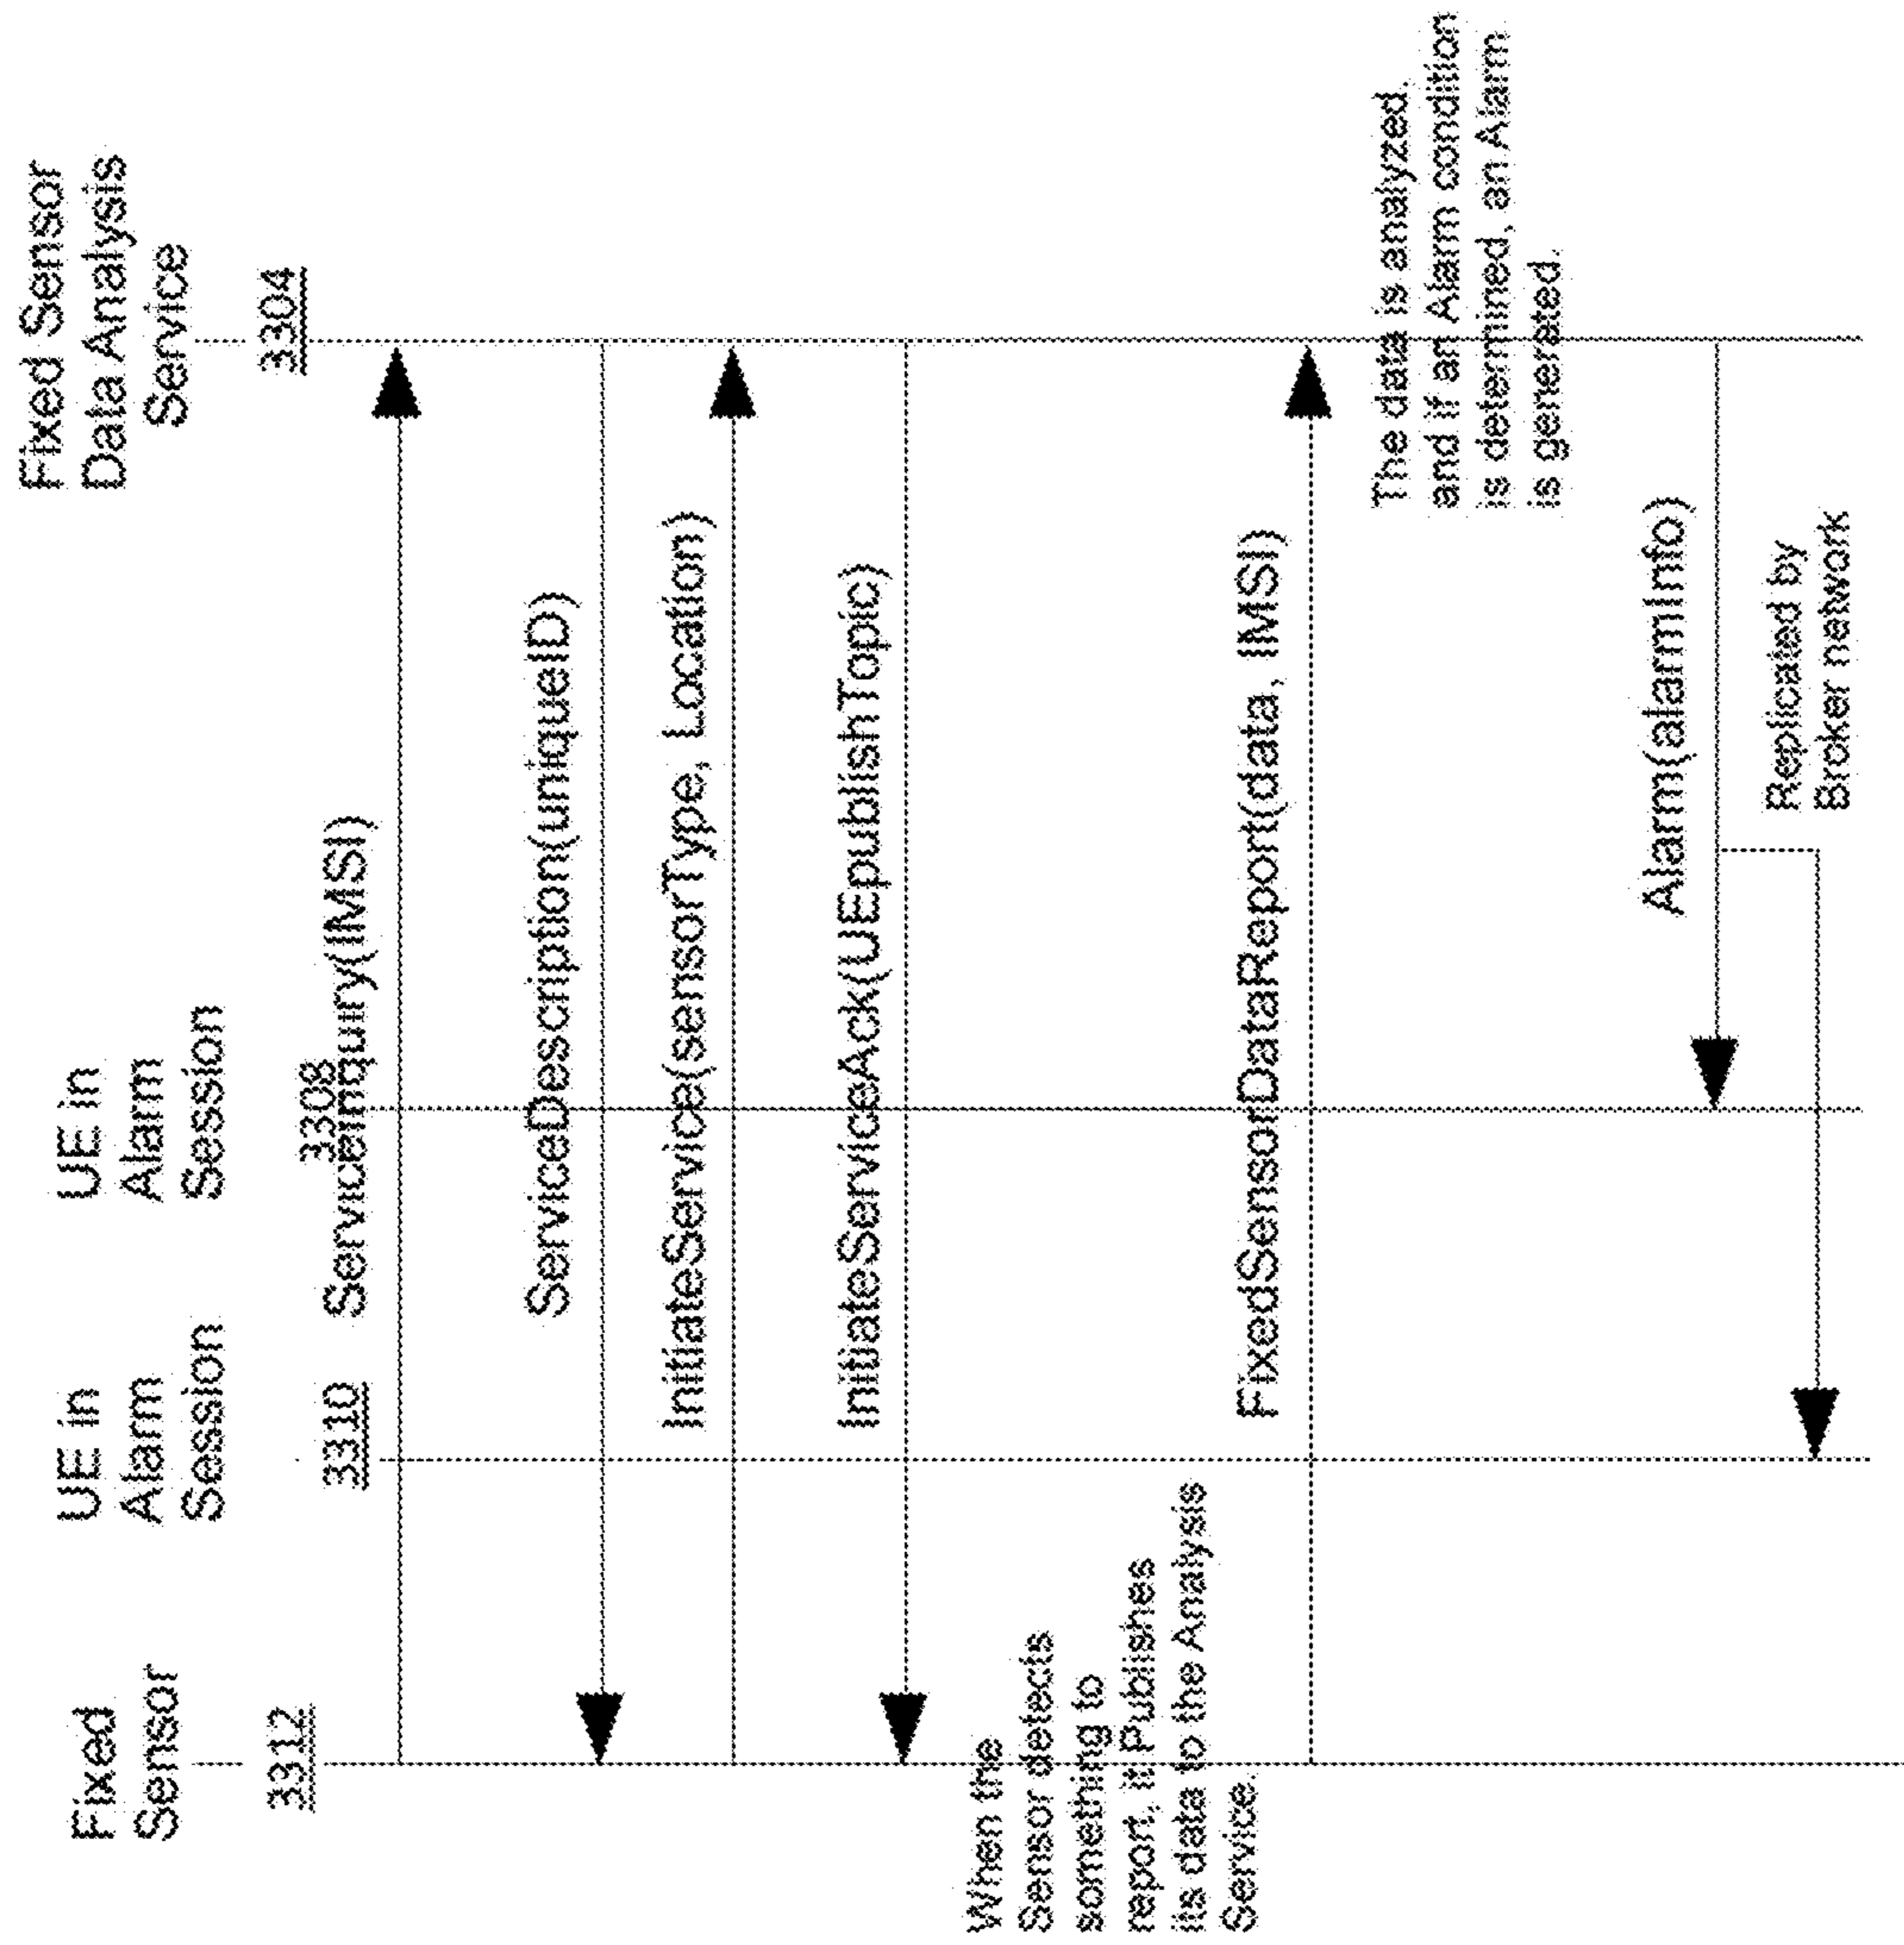 Fixed
Sensor
3312
UE in
Alarm
Session
3310
UE in
Alarm
Session
3308
Fixed Sensor
Data Analysis
Service
3304
ServiceInquiry(IMSI)
ServiceDescription(uniqueID)
InitiateService(sensorType, Location)
InitiateServiceAck(UEpublishTopic)
When the
Sensor detects
something to
report, it Publishes
its data to the Analysis
Service.
FixedSensorDataReport(data, IMSI)
The data is analyzed,
and if an Alarm condition
is determined, an Alarm
is generated.
Alarm(alarmInfo)
Replicated by
Broker network